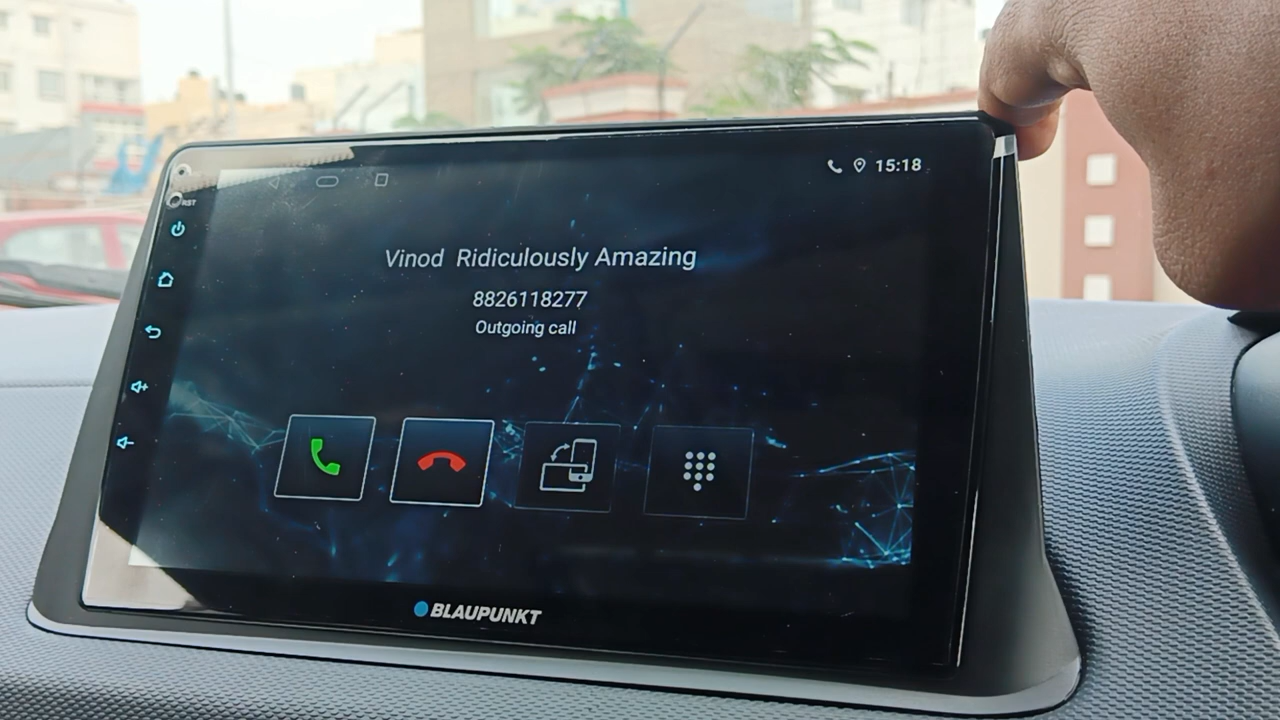 15:18
RST
Vinod Ridiculously Amazing
8826118277
Outgoing call
BLAUPUNKT